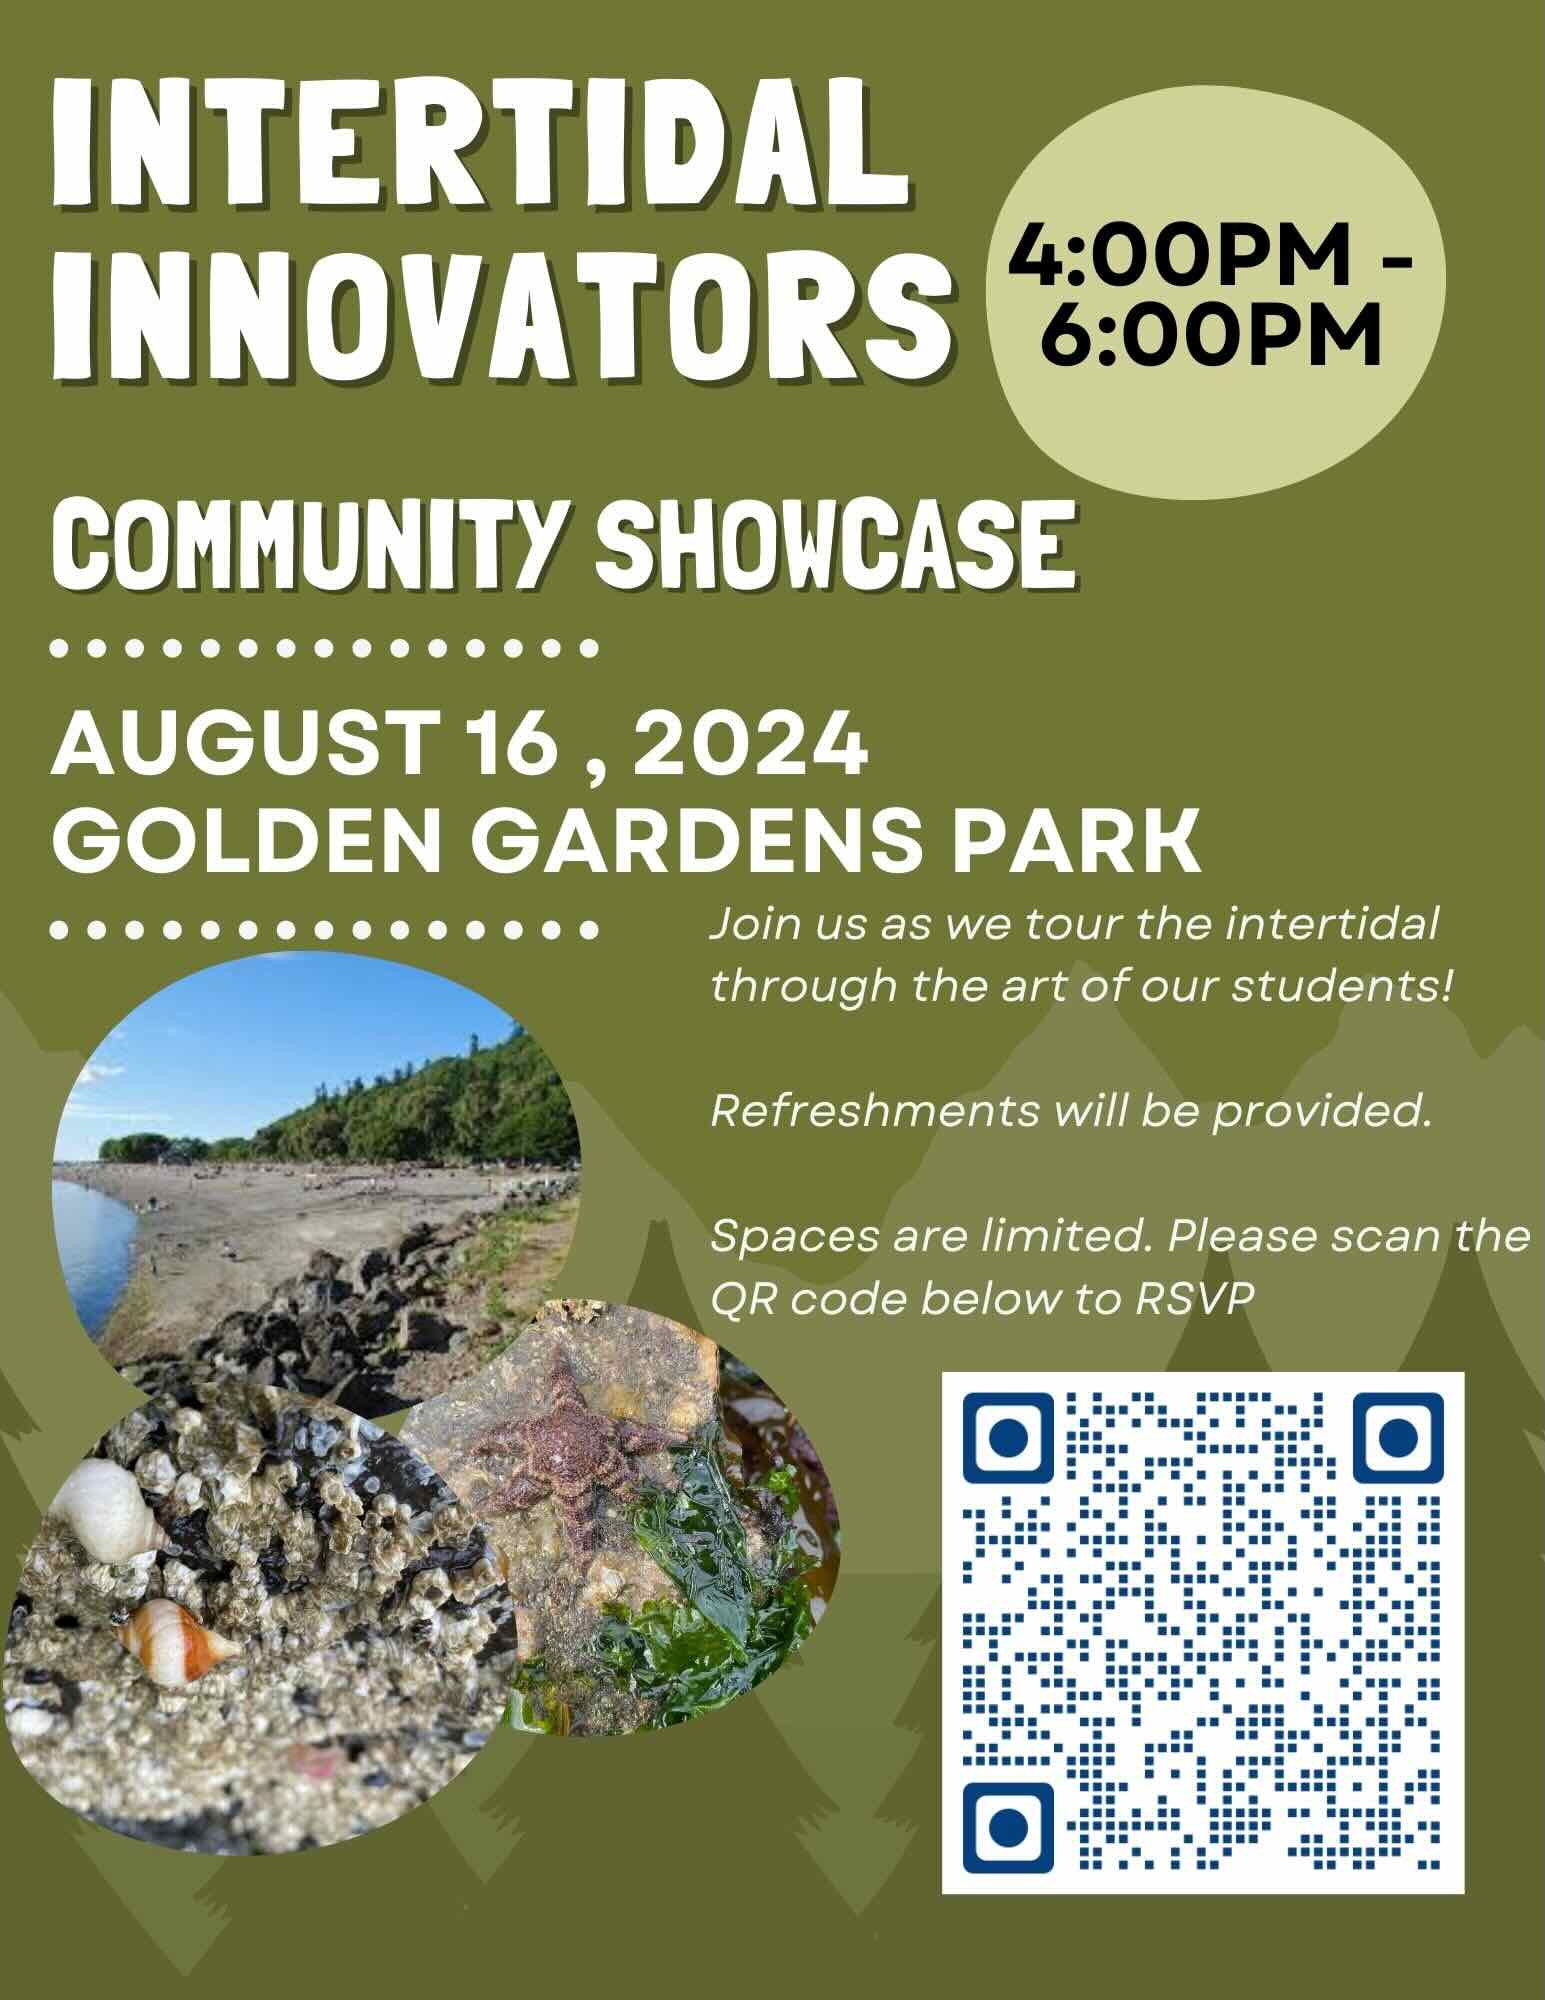 INTERTIDAL
INNOVATORS
4:00PM -
6:00PM
COMMUNITY SHOWCASE
AUGUST 16 , 2024
GOLDEN GARDENS PARK
Join us as we tour the intertidal
through the art of our students!
Refreshments will be provided.
Spaces are limited. Please scan the
QR code below to RSVP